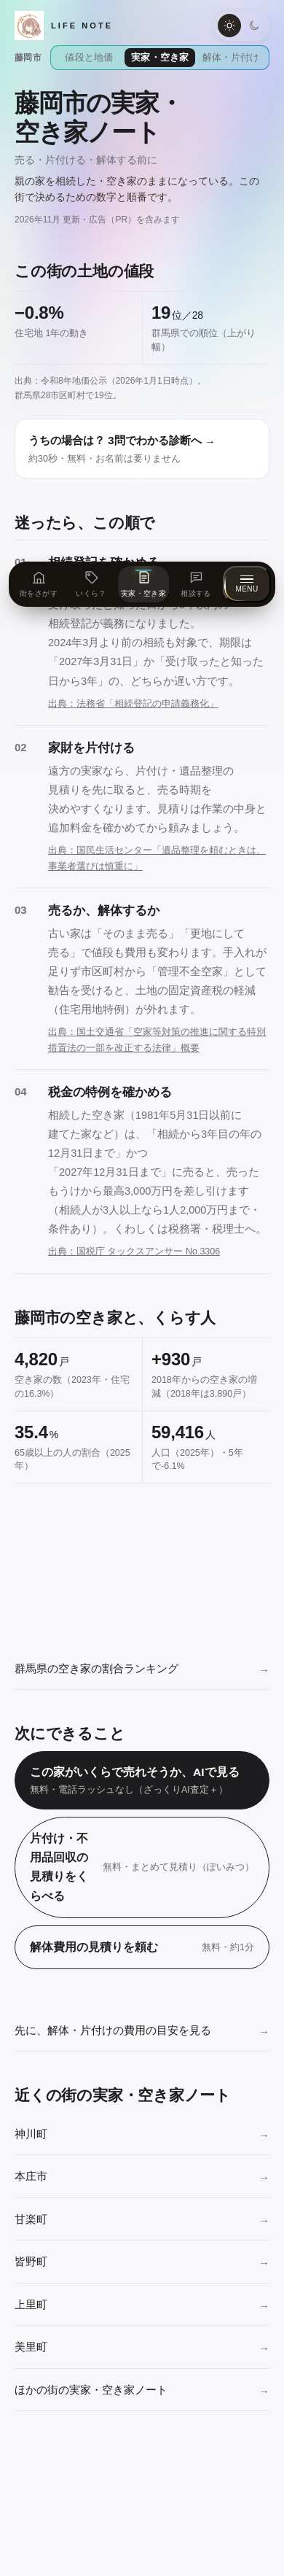 LIFE NOTE
藤岡市
値段と地価
実家・空き家
解体・片付け
藤岡市の実家・
空き家ノート
売る・片付ける・解体する前に
親の家を相続した・空き家のままになっている。この
街で決めるための数字と順番です。
2026年11月 更新・広告（PR）を含みます
この街の土地の値段
−0.8%
住宅地 1年の動き
19位／28
群馬県での順位（上がり
幅）
出典：令和8年地価公示（2026年1月1日時点）。
群馬県28市区町村で19位。
うちの場合は？ 3問でわかる診断へ →
約30秒・無料・お名前は要りません
迷ったら、この順で
街をさがす
いくら？
実家・空き家
相談する
MENU
相続登記が義務になりました。
2024年3月より前の相続も対象で、期限は
「2027年3月31日」か「受け取ったと知った
日から3年」の、どちらか遅い方です。
出典：法務省「相続登記の申請義務化」
02
家財を片付ける
遠方の実家なら、片付け・遺品整理の
見積りを先に取ると、売る時期を
決めやすくなります。見積りは作業の中身と
追加料金を確かめてから頼みましょう。
出典：国民生活センター「遺品整理を頼むときは、
事業者選びは慎重に」
03
売るか、解体するか
古い家は「そのまま売る」「更地にして
売る」で値段も費用も変わります。手入れが
足りず市区町村から「管理不全空家」として
勧告を受けると、土地の固定資産税の軽減
（住宅用地特例）が外れます。
出典：国土交通省「空家等対策の推進に関する特別
措置法の一部を改正する法律」概要
04
税金の特例を確かめる
相続した空き家（1981年5月31日以前に
建てた家など）は、「相続から3年目の年の
12月31日まで」かつ
「2027年12月31日まで」に売ると、売った
もうけから最高3,000万円を差し引けます
（相続人が3人以上なら1人2,000万円まで・
条件あり）。くわしくは税務署・税理士へ。
出典：国税庁 タックスアンサー No.3306
藤岡市の空き家と、くらす人
4,820戸
空き家の数（2023年・住宅
の16.3%）
+930戸
2018年からの空き家の増
減（2018年は3,890戸）
35.4%
65歳以上の人の割合（2025
年）
59,416人
人口（2025年）・5年
で-6.1%
群馬県の空き家の割合ランキング →
次にできること
この家がいくらで売れそうか、AIで見る
無料・電話ラッシュなし（ざっくりAI査定＋）
片付け・不
用品回収の
見積りをく
らべる
無料・まとめて見積り（ぽいみつ）
解体費用の見積りを頼む
無料・約1分
先に、解体・片付けの費用の目安を見る →
近くの街の実家・空き家ノート
神川町 →
本庄市 →
甘楽町 →
皆野町 →
上里町 →
美里町 →
ほかの街の実家・空き家ノート →